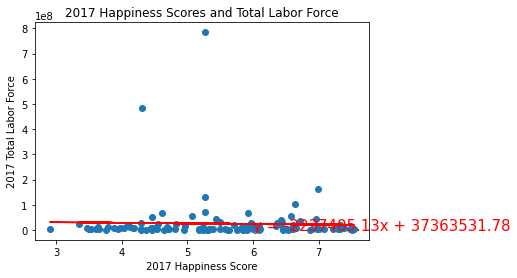 2017 Happiness Scores and Total Labor Force
1e8
8
7
6
5
4
3
2
1
0
2017 Total Labor Force
+ 37363531.78
3 4 5 6 7
2017 Happiness Score